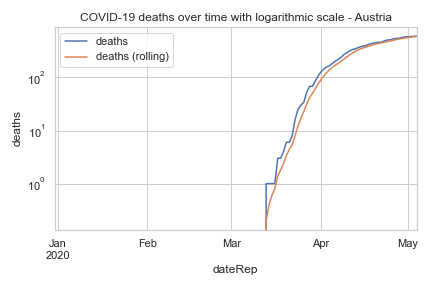 COVID-19 deaths over time with logarithmic scale - Austria
deaths
deaths (rolling)
10²
10¹
10⁰
deaths
Jan Feb Mar Apr May
2020
dateRep